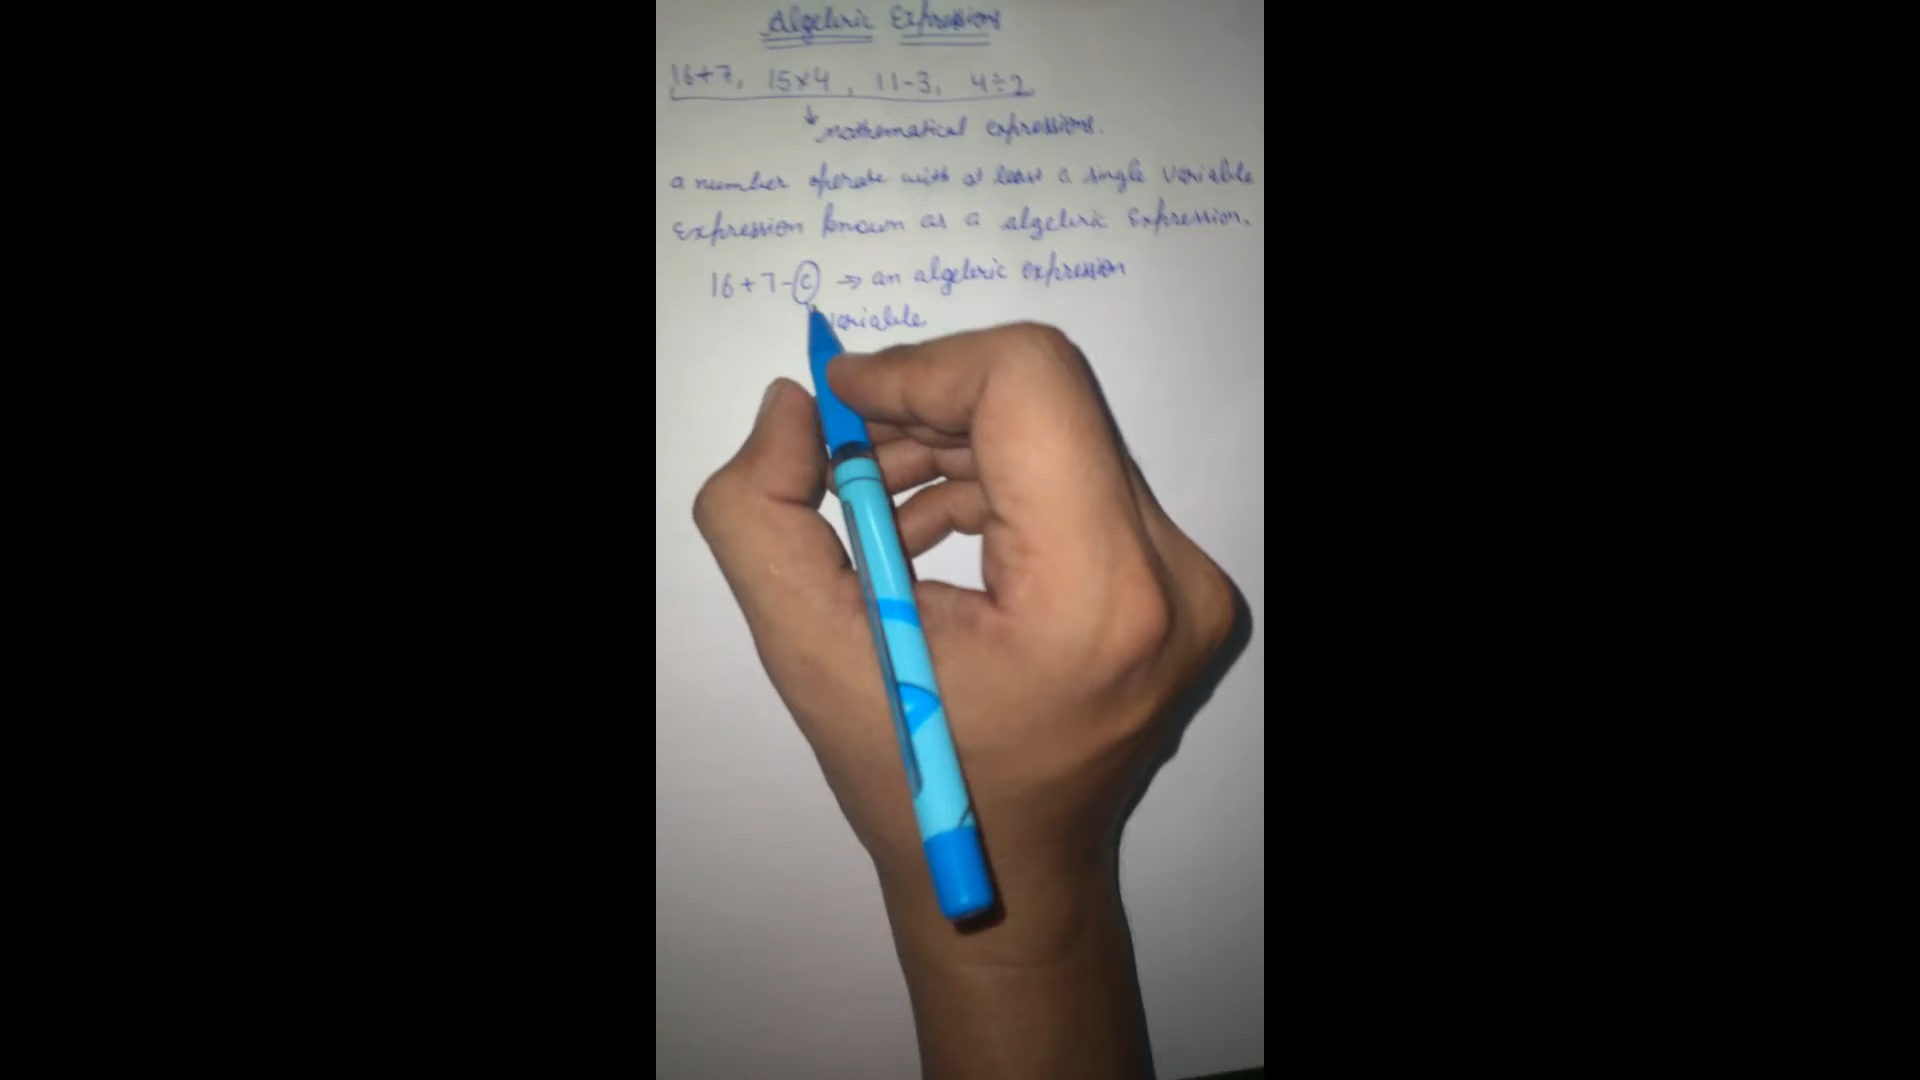 Algebric Expressions
16+7, 15×4, 11-3, 4÷2
↓ mathematical expressions.
a number operate with at least a single variable
Expression known as a algebric Expression.
16+7-c → an algebric expression
variable